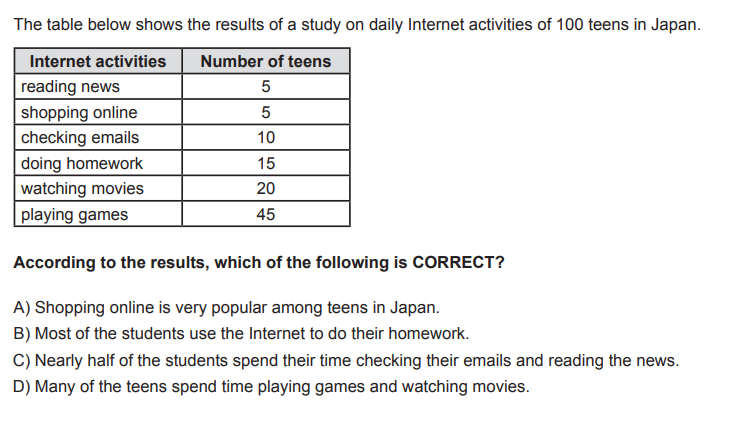 The table below shows the results of a study on daily Internet activities of 100 teens in Japan.
Internet activities Number of teens
reading news 5
shopping online 5
checking emails 10
doing homework 15
watching movies 20
playing games 45
According to the results, which of the following is CORRECT?
A) Shopping online is very popular among teens in Japan.
B) Most of the students use the Internet to do their homework.
C) Nearly half of the students spend their time checking their emails and reading the news.
D) Many of the teens spend time playing games and watching movies.